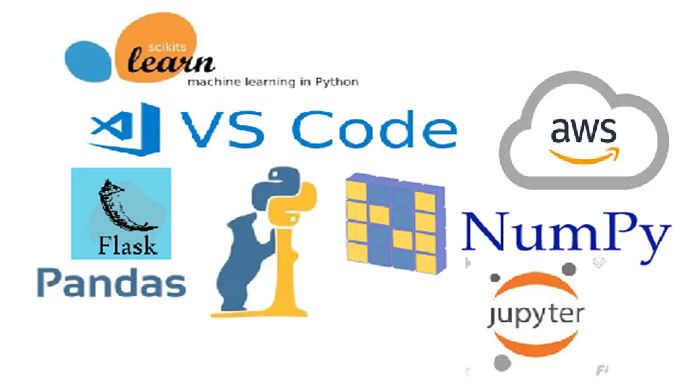 scikits
learn
machine learning in Python
VS Code
aws
Flask
NumPy
Pandas
jupyter